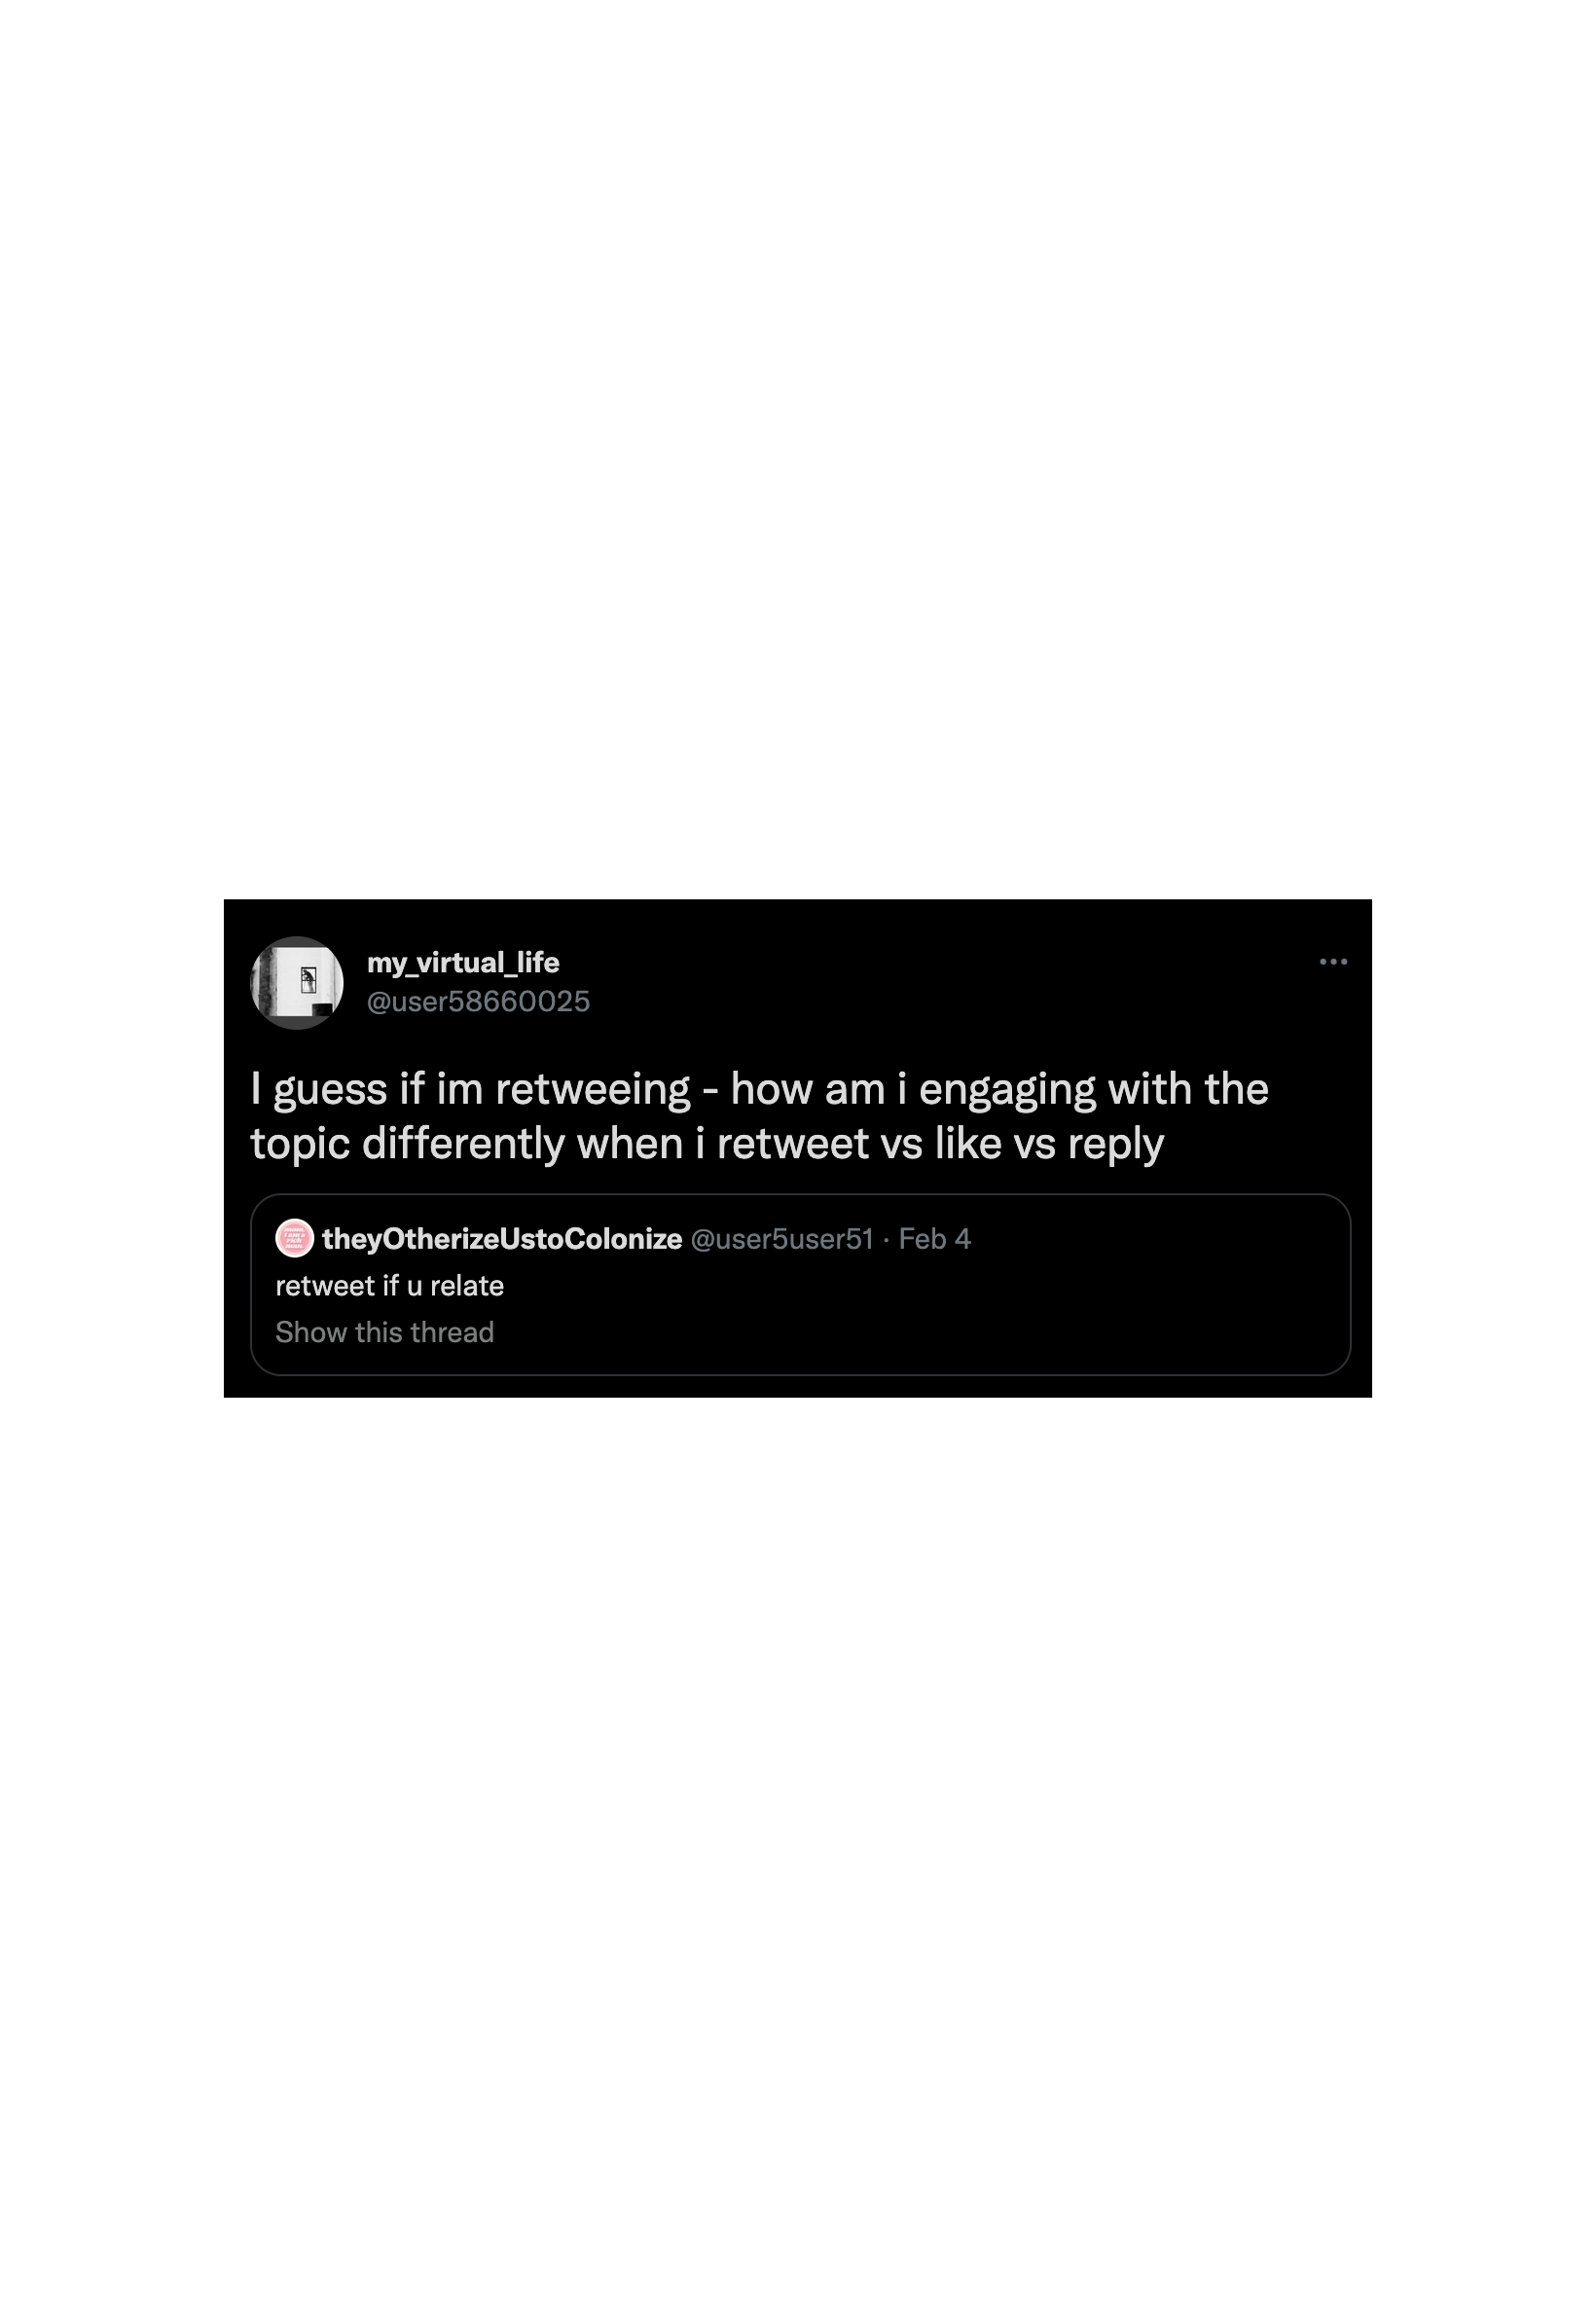 my_virtual_life
@user58660025
I guess if im retweeing - how am i engaging with the
topic differently when i retweet vs like vs reply
theyOtherizeUstoColonize @user5user51 · Feb 4
retweet if u relate
Show this thread